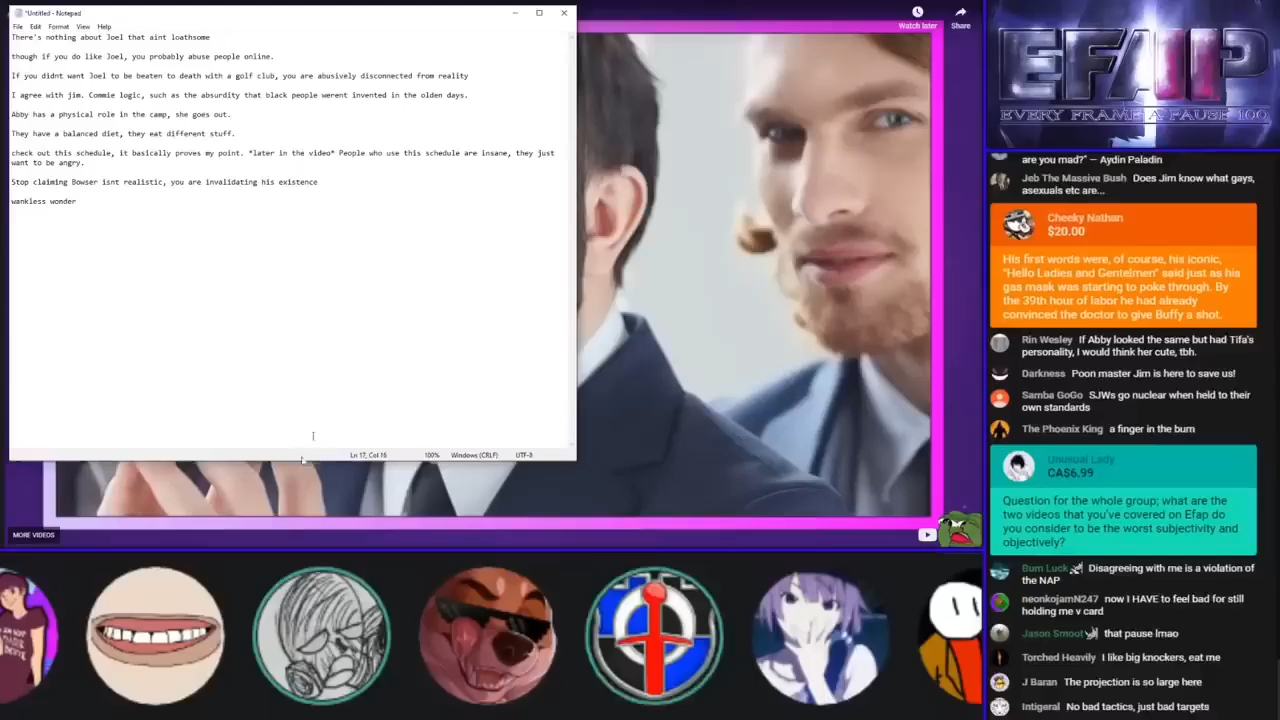 *Untitled - Notepad
File Edit Format View Help
There's nothing about Joel that aint loathsome
though if you do like Joel, you probably abuse people online.
If you didnt want Joel to be beaten to death with a golf club, you are abusively disconnected from reality
I agree with jim. Commie logic, such as the absurdity that black people werent invented in the olden days.
Abby has a physical role in the camp, she goes out.
They have a balanced diet, they eat different stuff.
check out this schedule, it basically proves my point. *later in the video* People who use this schedule are insane, they just
want to be angry.
Stop claiming Bowser isnt realistic, you are invalidating his existence
wankless wonder
Ln 17, Col 16 100% Windows (CRLF) UTF-8
Watch later
Share
MORE VIDEOS
EFAP
EVERY FRAME A PAUSE 100
are you mad?" — Aydin Paladin
Jeb The Massive Bush Does Jim know what gays,
asexuals etc are...
Cheeky Nathan
$20.00
His first words were, of course, his iconic,
"Hello Ladies and Gentelmen" said just as his
gas mask was starting to poke through. By
the 39th hour of labor he had already
convinced the doctor to give Buffy a shot.
Rin Wesley If Abby looked the same but had Tifa's
personality, I would think her cute, tbh.
Darkness Poon master Jim is here to save us!
Samba GoGo SJWs go nuclear when held to their
own standards
The Phoenix King a finger in the burn
Unusual Lady
CA$6.99
Question for the whole group; what are the
two videos that you've covered on Efap do
you consider to be the worst subjectivity and
objectively?
Bum Luck Disagreeing with me is a violation of
the NAP
neonkojamN247 now I HAVE to feel bad for still
holding me v card
Jason Smoot that pause lmao
Torched Heavily I like big knockers, eat me
J Baran The projection is so large here
Intigeral No bad tactics, just bad targets